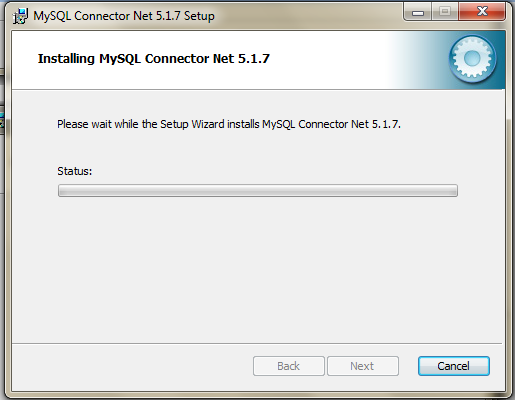 MySQL Connector Net 5.1.7 Setup
Installing MySQL Connector Net 5.1.7
Please wait while the Setup Wizard installs MySQL Connector Net 5.1.7.
Status:
Back Next Cancel